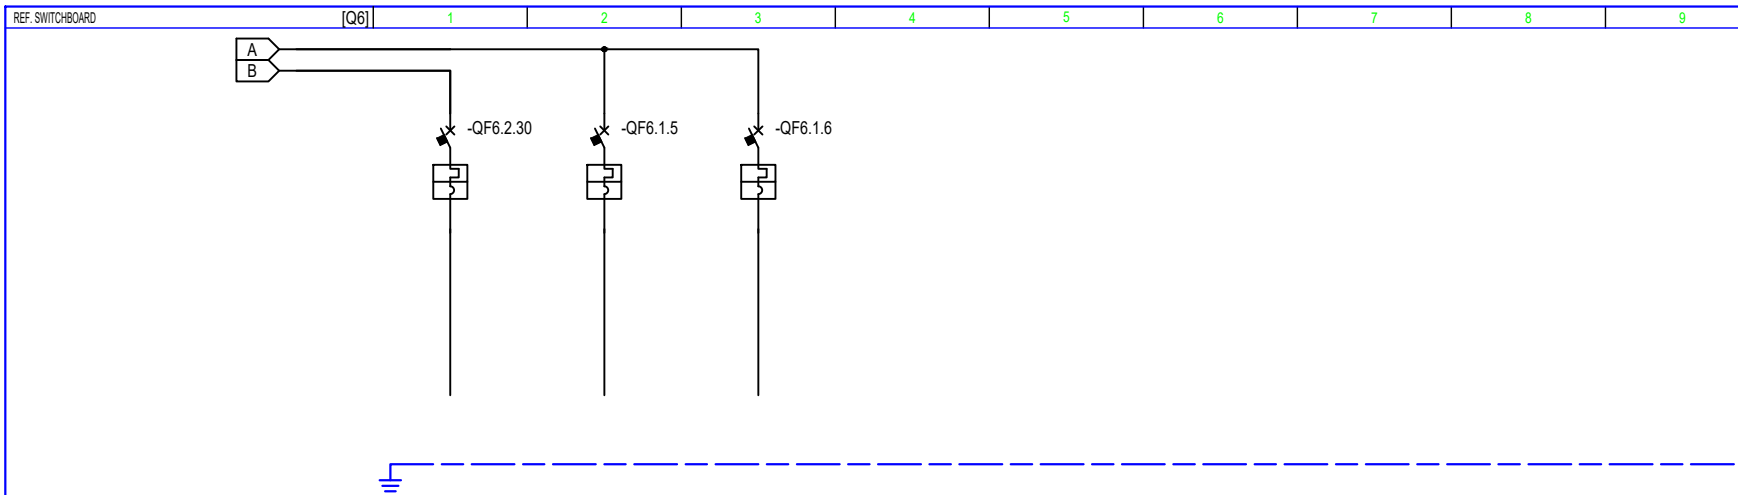 REF. SWITCHBOARD [Q6] 1 2 3 4 5 6 7 8 9
A
B
-QF6.2.30 -QF6.1.5 -QF6.1.6